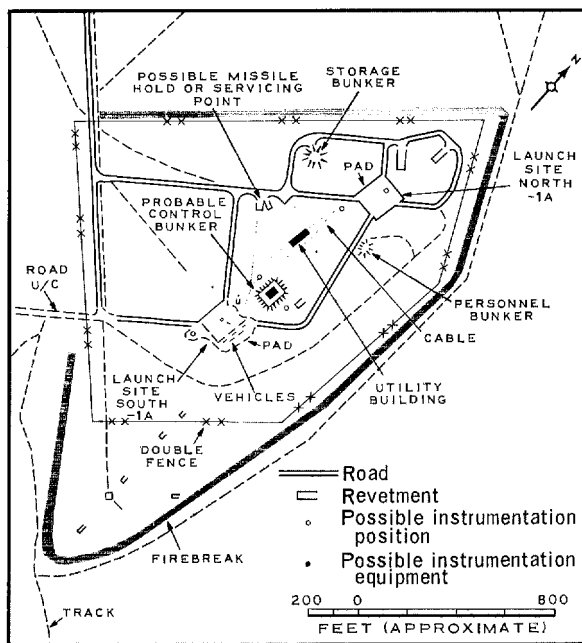 N
POSSIBLE MISSILE
HOLD OR SERVICING
POINT
STORAGE
BUNKER
PAD
LAUNCH
SITE
NORTH
-1A
PROBABLE
CONTROL
BUNKER
ROAD
U/C
PERSONNEL
BUNKER
CABLE
UTILITY
BUILDING
PAD
VEHICLES
LAUNCH
SITE
SOUTH
-1A
DOUBLE
FENCE
FIREBREAK
TRACK
Road
Revetment
Possible instrumentation
position
Possible instrumentation
equipment
200 0 800
FEET (APPROXIMATE)